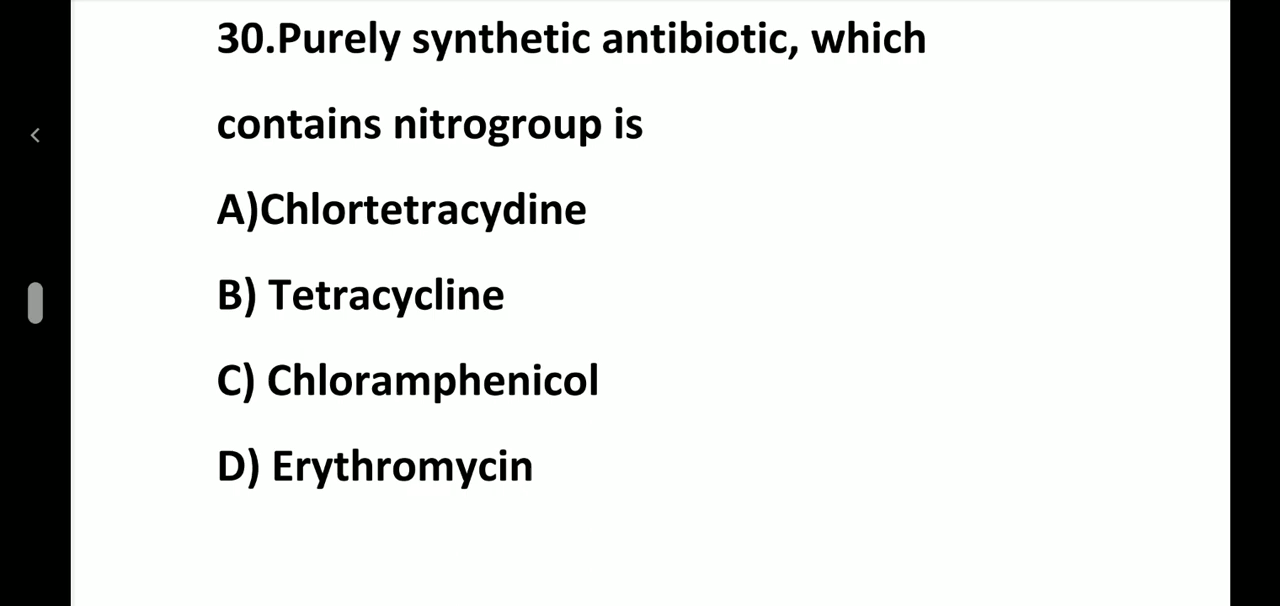 30.Purely synthetic antibiotic, which
contains nitrogroup is
A)Chlortetracydine
B) Tetracycline
C) Chloramphenicol
D) Erythromycin